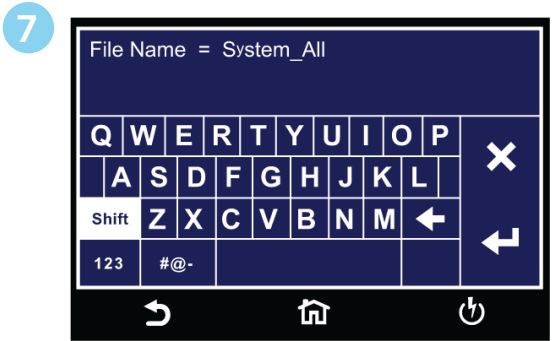 7
File Name = System_All
Q W E R T Y U I O P
A S D F G H J K L
Shift Z X C V B N M
123 #@-